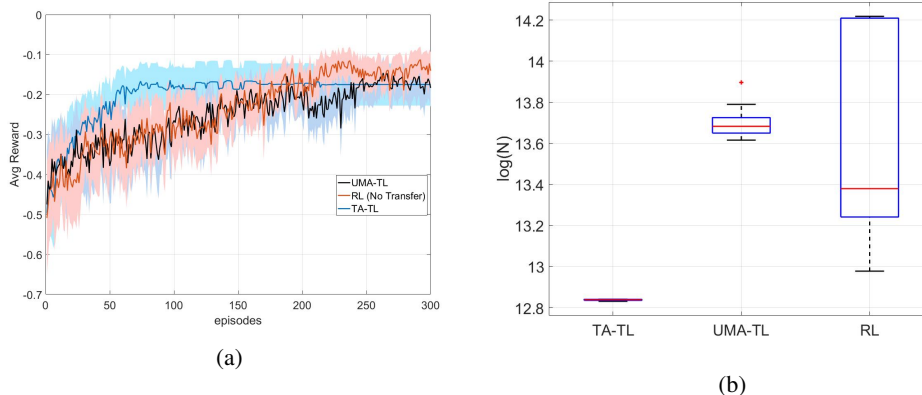 0
-0.1
-0.2
-0.3
-0.4
-0.5
-0.6
-0.7
Avg Reward
UMA-TL
RL (No Transfer)
TA-TL
0 50 100 150 200 250 300
episodes
(a)
14.2
14
13.8
13.6
13.4
13.2
13
12.8
log(N)
TA-TL UMA-TL RL
(b)